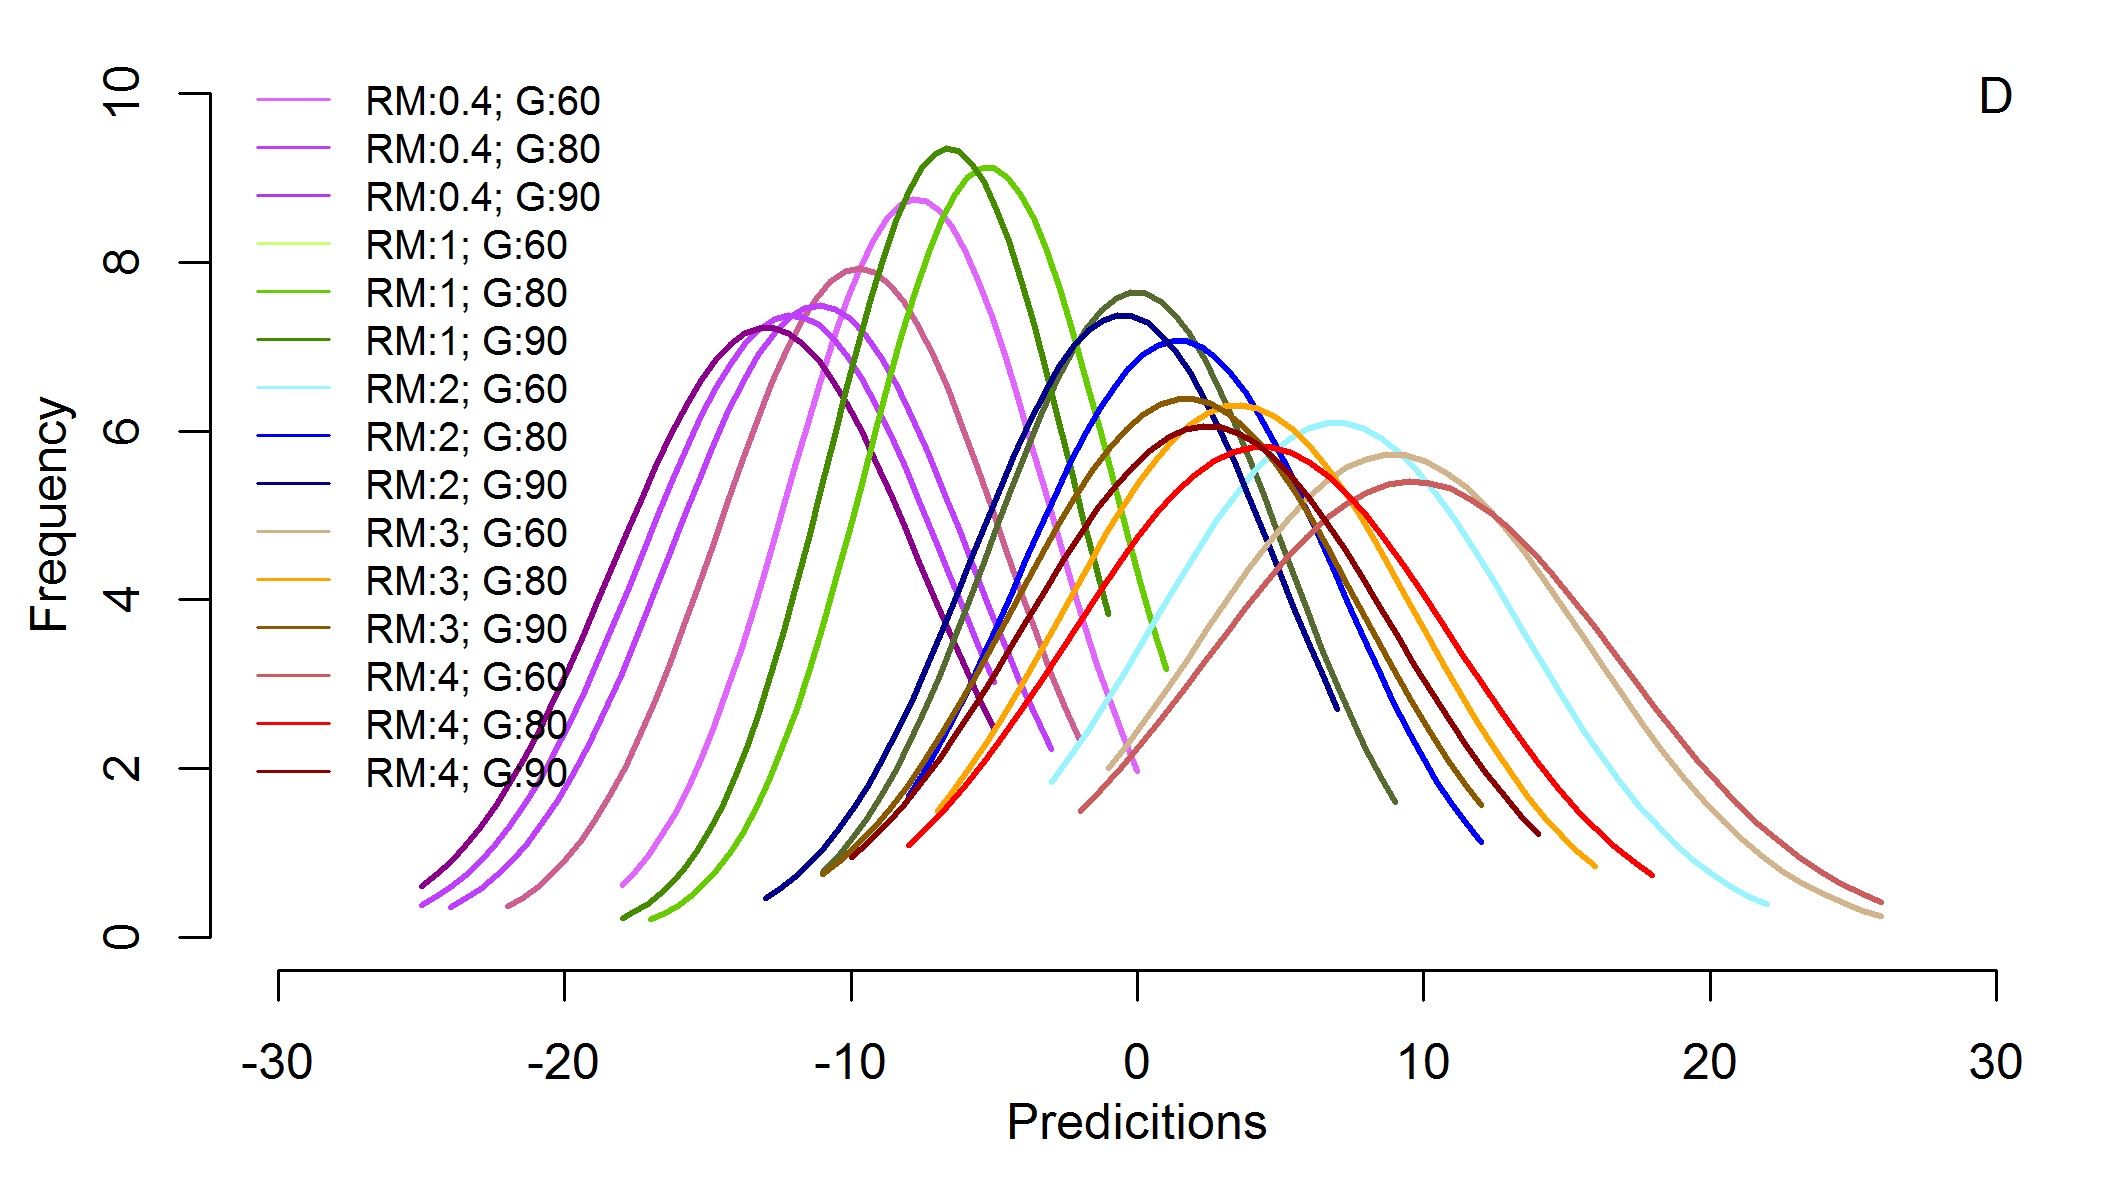 D
10
8
6
4
2
0
Frequency
RM:0.4; G:60
RM:0.4; G:80
RM:0.4; G:90
RM:1; G:60
RM:1; G:80
RM:1; G:90
RM:2; G:60
RM:2; G:80
RM:2; G:90
RM:3; G:60
RM:3; G:80
RM:3; G:90
RM:4; G:60
RM:4; G:80
RM:4; G:90
-30 -20 -10 0 10 20 30
Predicitions